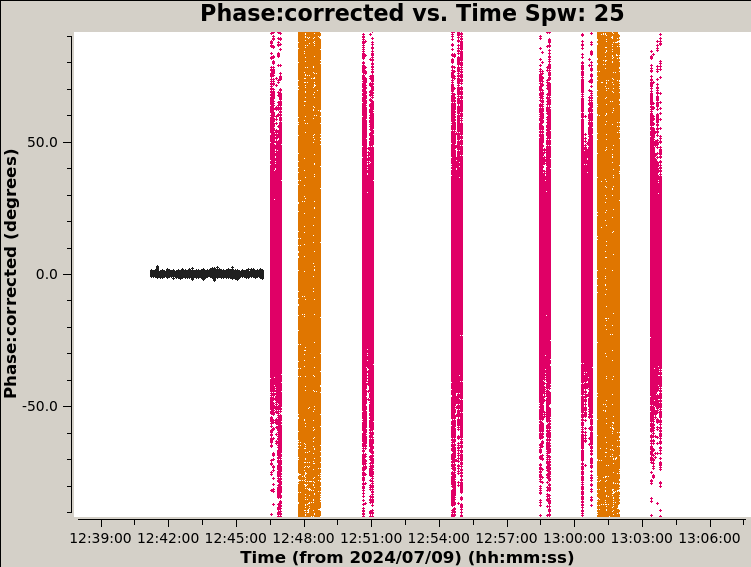 Phase:corrected vs. Time Spw: 25
Phase:corrected (degrees)
50.0
0.0
-50.0
12:39:00 12:42:00 12:45:00 12:48:00 12:51:00 12:54:00 12:57:00 13:00:00 13:03:00 13:06:00
Time (from 2024/07/09) (hh:mm:ss)